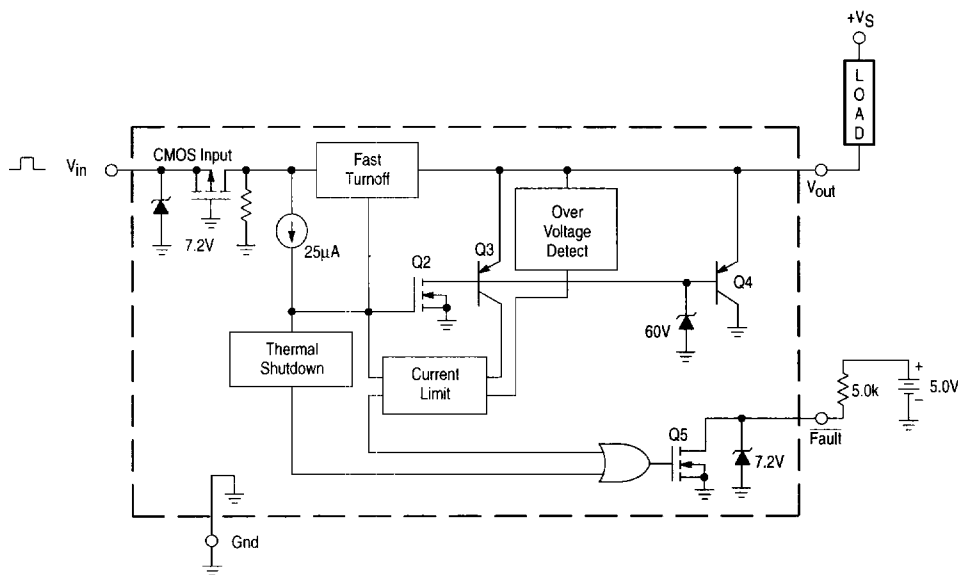 +VS
LOAD
CMOS Input
Vin
Fast
Turnoff
Vout
Over
Voltage
Detect
7.2V
25µA
Q2
Q3
Q4
60V
Thermal
Shutdown
Current
Limit
+
5.0k
5.0V
–
Fault
Q5
7.2V
Gnd